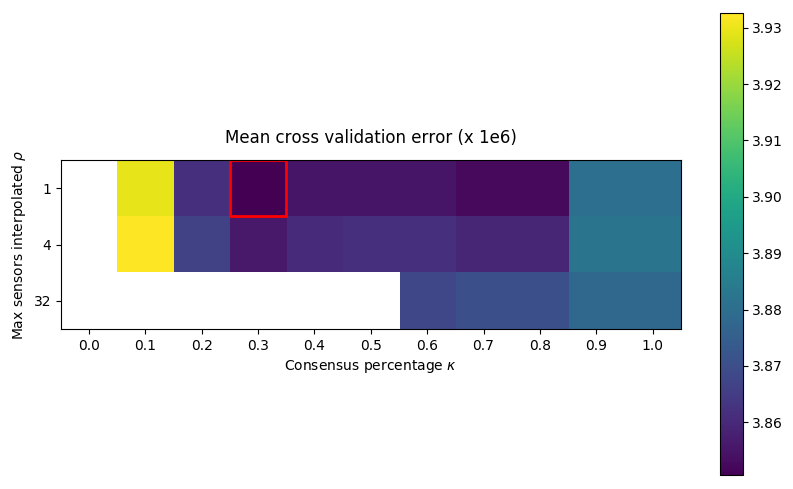 Mean cross validation error (x 1e6)
Max sensors interpolated ρ
1
4
32
0.0 0.1 0.2 0.3 0.4 0.5 0.6 0.7 0.8 0.9 1.0
Consensus percentage κ
3.93
3.92
3.91
3.90
3.89
3.88
3.87
3.86